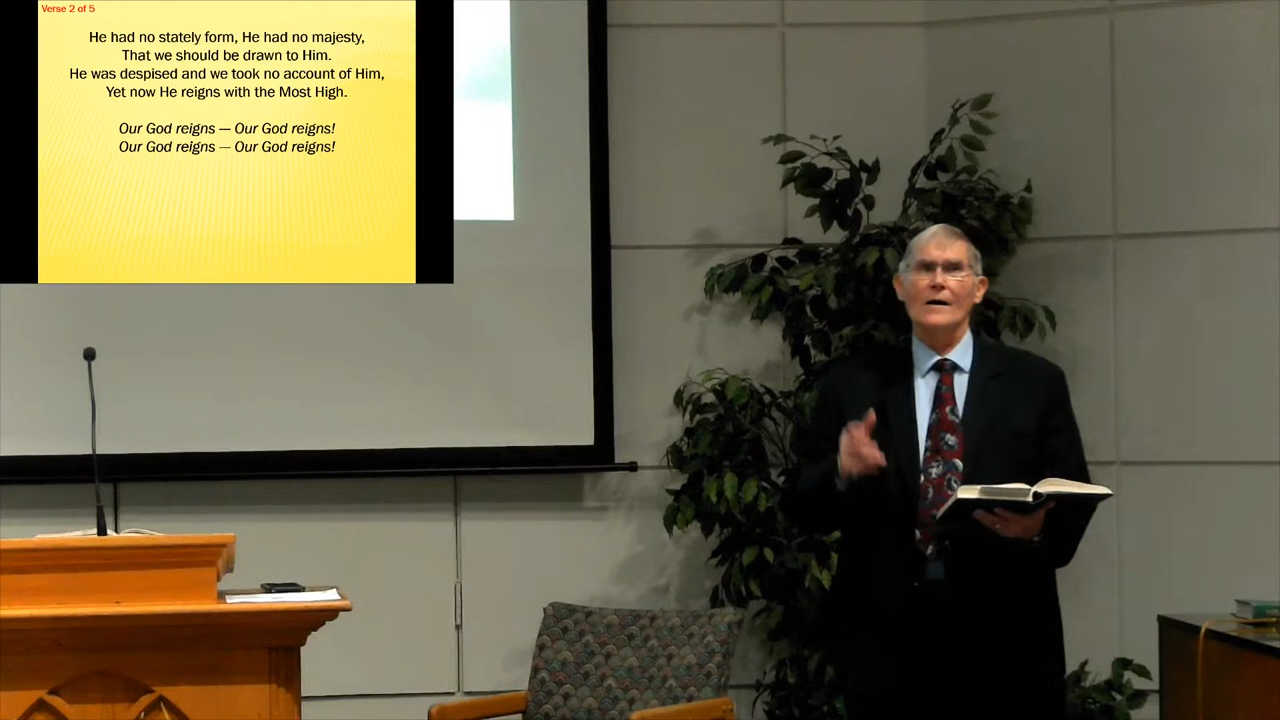 Verse 2 of 5
He had no stately form, He had no majesty,
That we should be drawn to Him.
He was despised and we took no account of Him,
Yet now He reigns with the Most High.
Our God reigns — Our God reigns!
Our God reigns — Our God reigns!